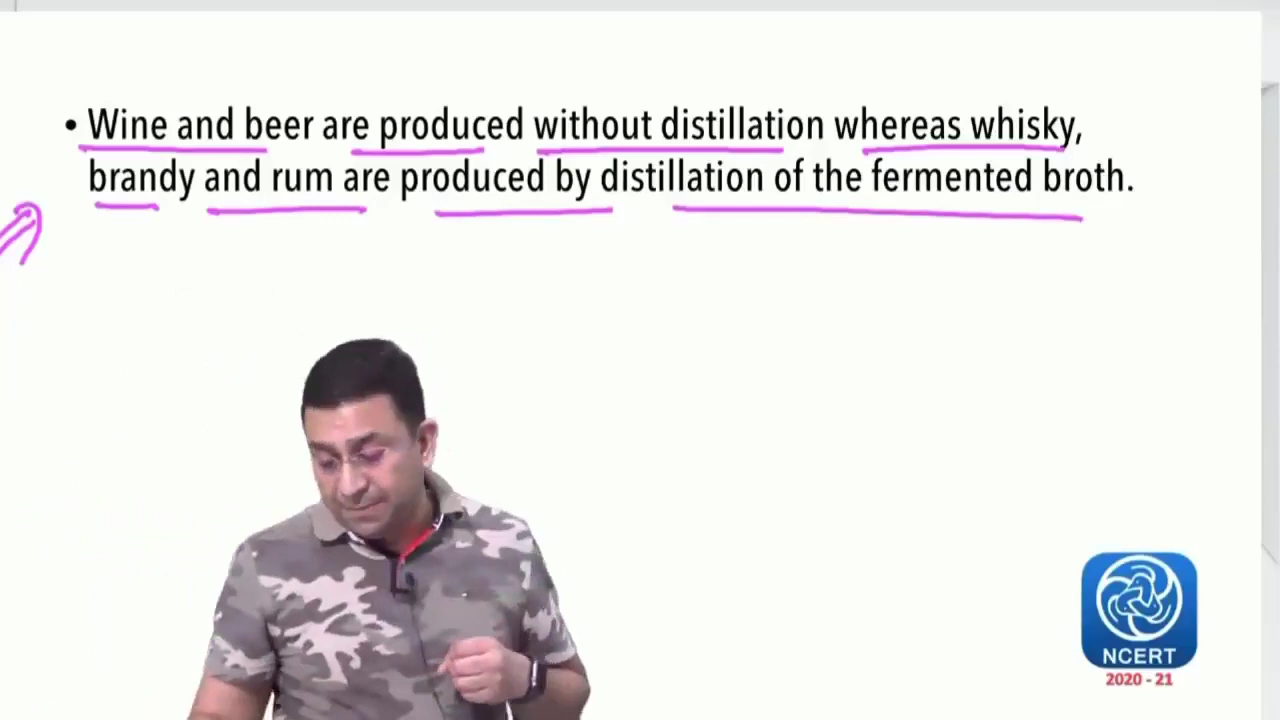 • Wine and beer are produced without distillation whereas whisky,
brandy and rum are produced by distillation of the fermented broth.
NCERT
2020 - 21